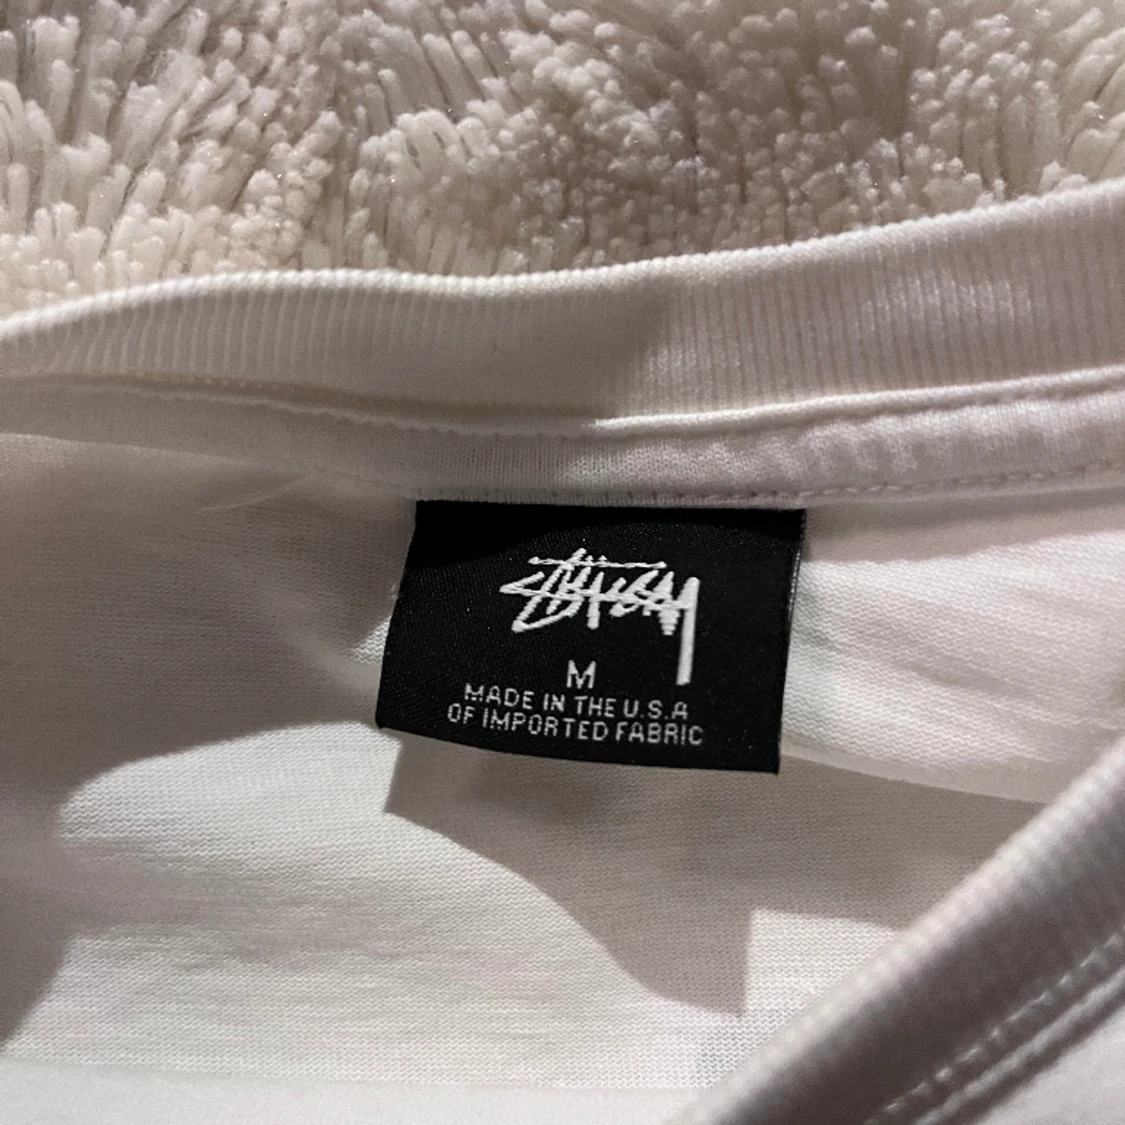 STÜSSY
M
MADE IN THE U.S.A
OF IMPORTED FABRIC